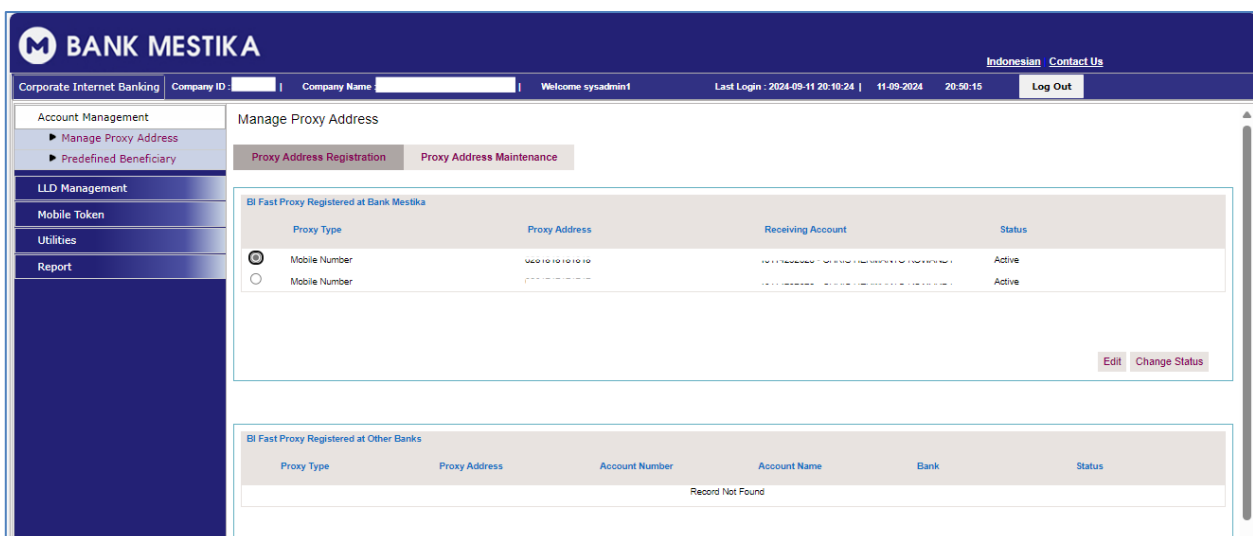 BANK MESTIKA
Indonesian Contact Us
Corporate Internet Banking Company ID : | Company Name : | Welcome sysadmin1 Last Login : 2024-09-11 20:10:24 | 11-09-2024 20:50:15 Log Out
Account Management
Manage Proxy Address
Predefined Beneficiary
LLD Management
Mobile Token
Utilities
Report
Manage Proxy Address
Proxy Address Registration Proxy Address Maintenance
BI Fast Proxy Registered at Bank Mestika
Proxy Type Proxy Address Receiving Account Status
Mobile Number Active
Mobile Number Active
Edit Change Status
BI Fast Proxy Registered at Other Banks
Proxy Type Proxy Address Account Number Account Name Bank Status
Record Not Found